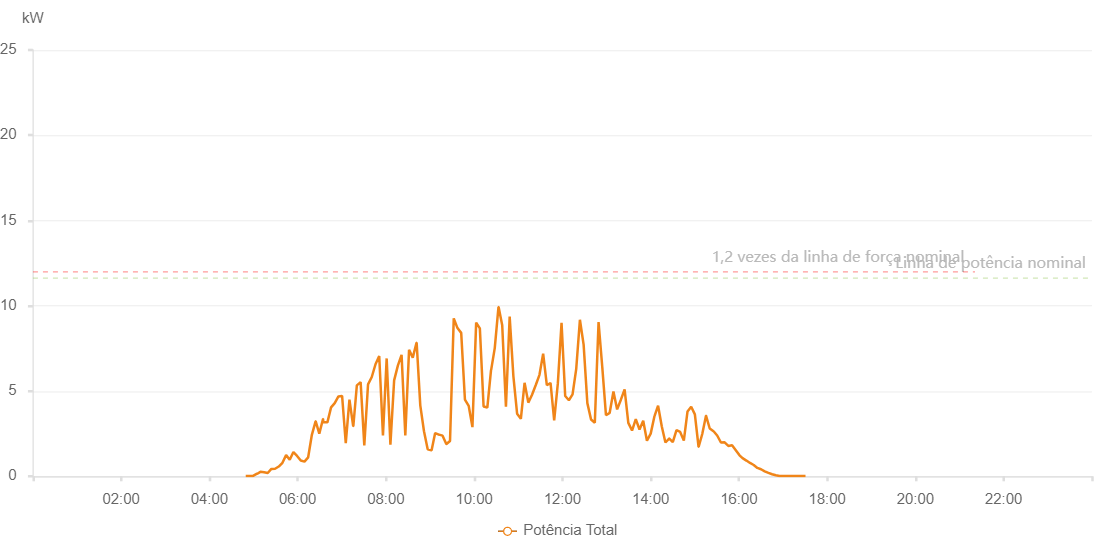 kW
25
20
15
10
5
0
1,2 vezes da linha de força nominal
Linha de potência nominal
02:00 04:00 06:00 08:00 10:00 12:00 14:00 16:00 18:00 20:00 22:00
Potência Total